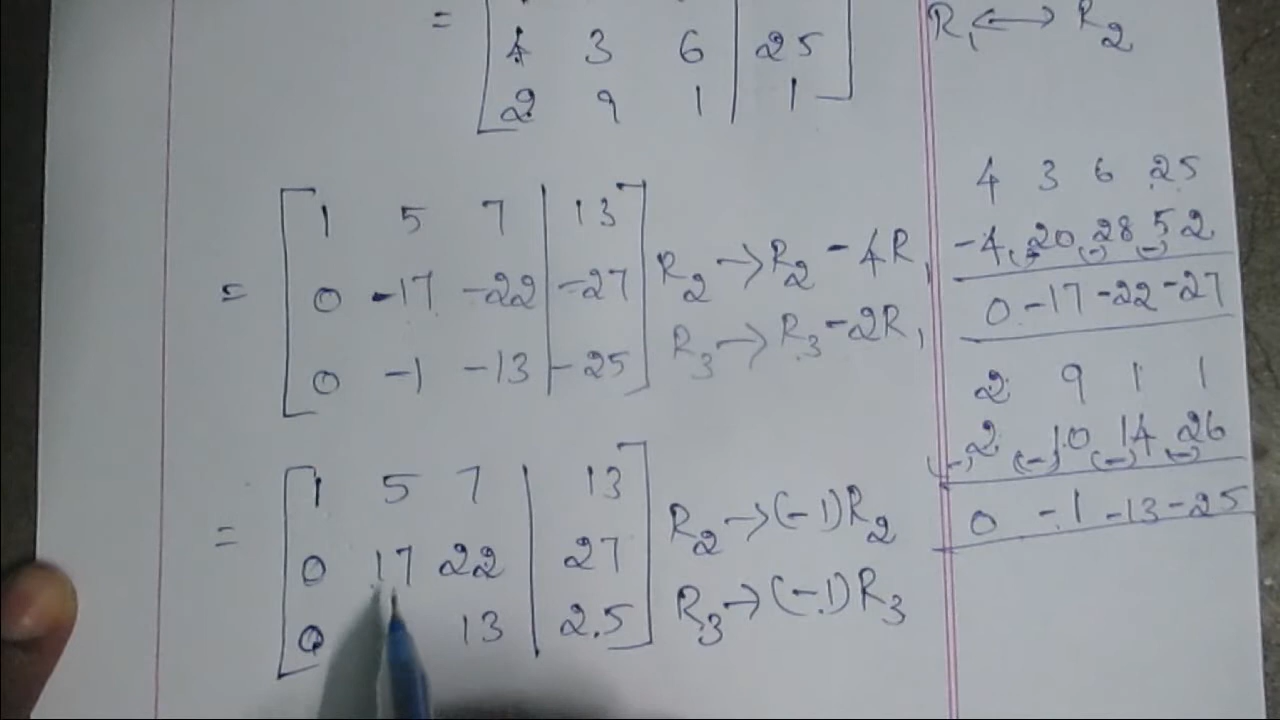 = 4 3 6 | 25
2 9 1 | 1
R1 ⟷ R2
= 1 5 7 | 13
0 -17 -22 | -27 R2 → R2 - 4R1
0 -1 -13 | -25 R3 → R3 - 2R1
= 1 5 7 | 13
0 17 22 | 27 R2 → (-1)R2
0 13 | 25 R3 → (-1)R3
4 3 6 25
-4 20 28 52
(-) (-) (-)
0 -17 -22 -27
2 9 1 1
2 10 14 26
(-) (-) (-) (-)
0 -1 -13 -25